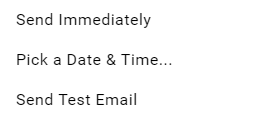 Send Immediately
Pick a Date & Time...
Send Test Email